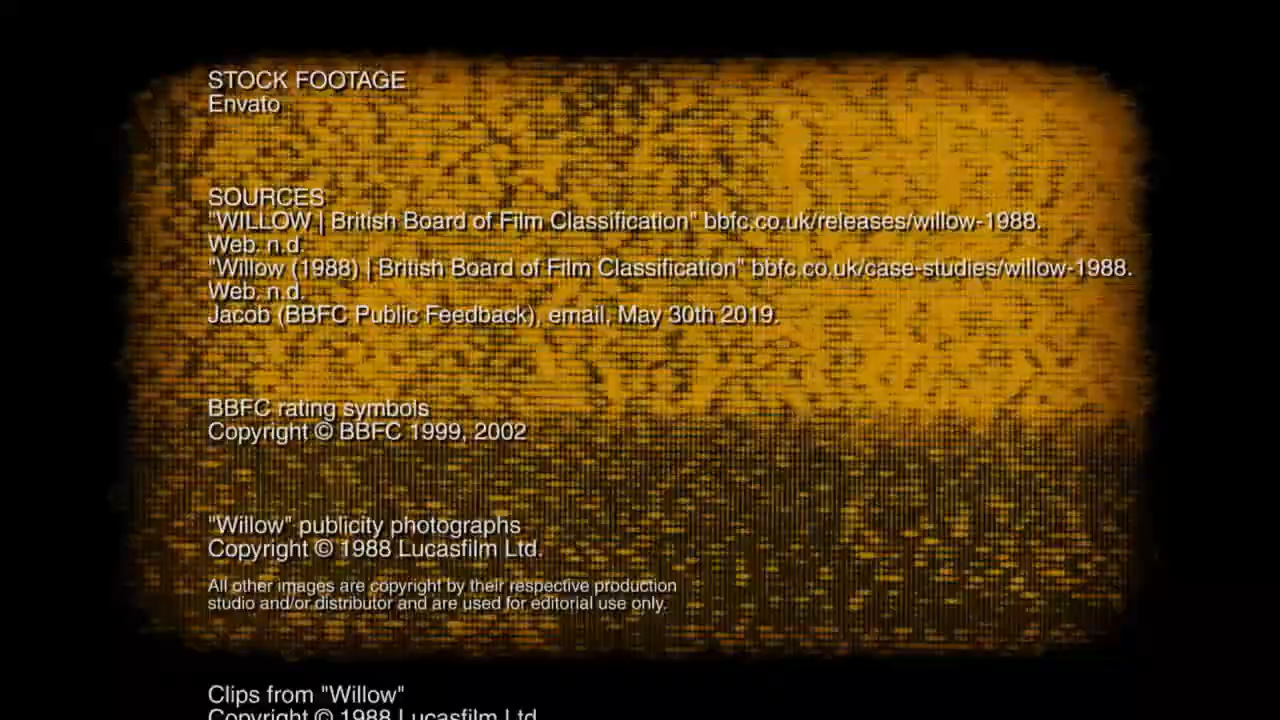 STOCK FOOTAGE
Envato
SOURCES
"WILLOW | British Board of Film Classification" bbfc.co.uk/releases/willow-1988.
Web. n.d.
"Willow (1988) | British Board of Film Classification" bbfc.co.uk/case-studies/willow-1988.
Web. n.d.
Jacob (BBFC Public Feedback), email, May 30th 2019.
BBFC rating symbols
Copyright © BBFC 1999, 2002
"Willow" publicity photographs
Copyright © 1988 Lucasfilm Ltd.
All other images are copyright by their respective production
studio and/or distributor and are used for editorial use only.
Clips from "Willow"
Copyright © 1988 Lucasfilm Ltd